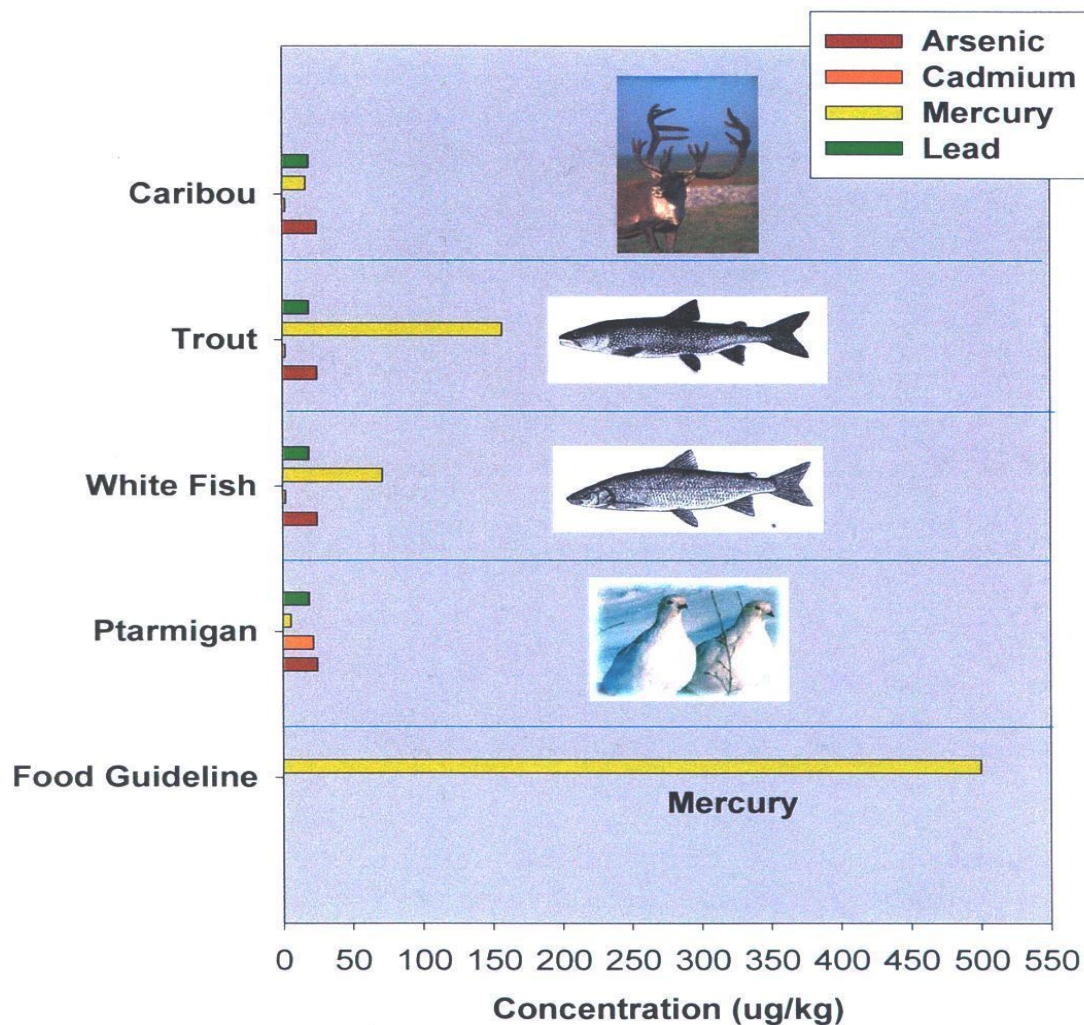 Arsenic
Cadmium
Mercury
Lead
Caribou
Trout
White Fish
Ptarmigan
Food Guideline
Mercury
0 50 100 150 200 250 300 350 400 450 500 550
Concentration (ug/kg)